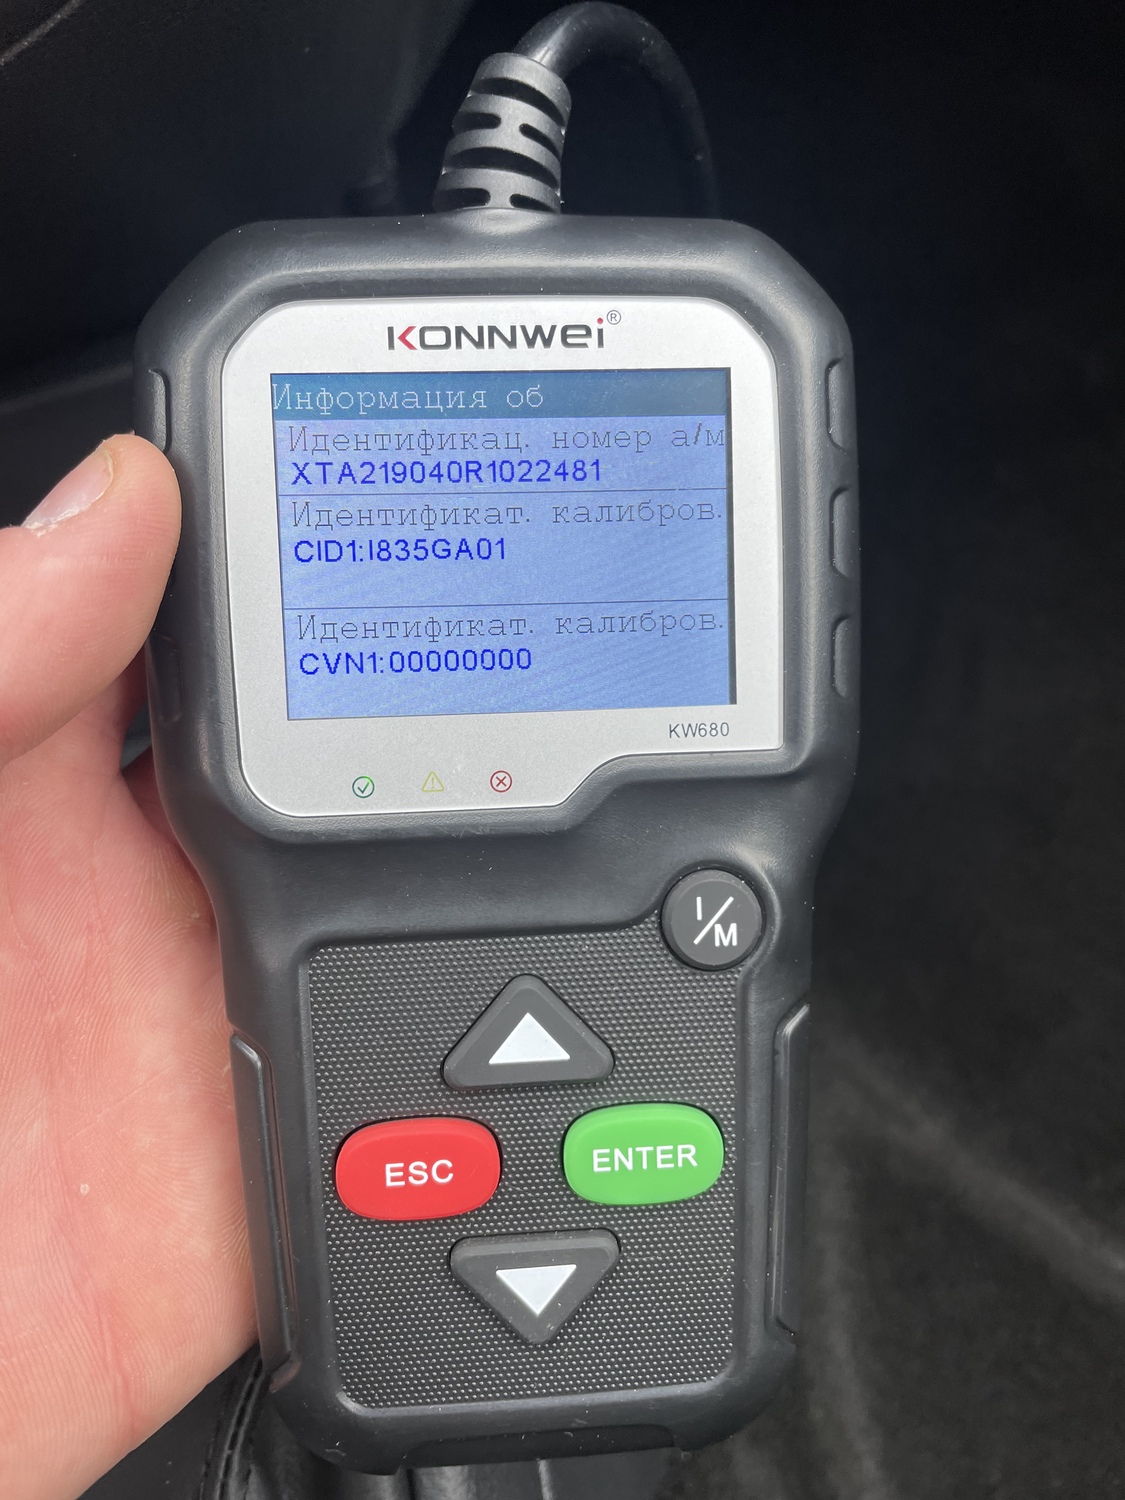 KONNWEI®
Информация об
Идентификац. номер а/м
XTA219040R1022481
Идентификат. калибров.
CID1:I835GA01
Идентификат. калибров.
CVN1:00000000
KW680
I/M
ESC
ENTER